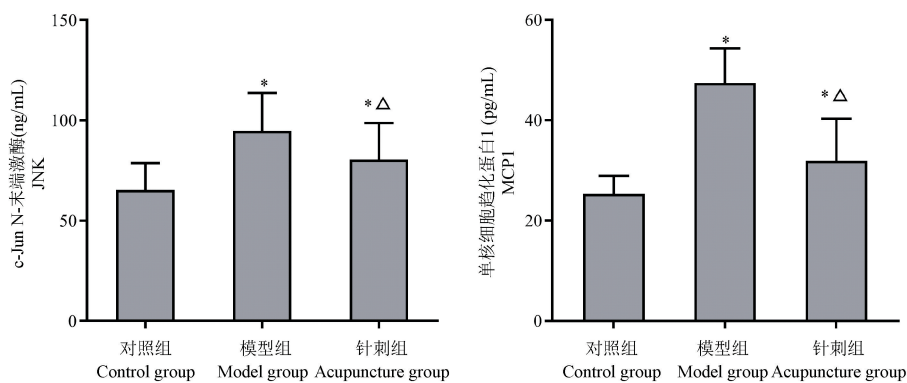 c-Jun N-末端激酶(ng/mL)
JNK
150
100
50
0
*
* △
对照组
模型组
针刺组
Control group
Model group
Acupuncture group
单核细胞趋化蛋白1 (pg/mL)
MCP1
60
40
20
0
*
* △
对照组
模型组
针刺组
Control group
Model group
Acupuncture group